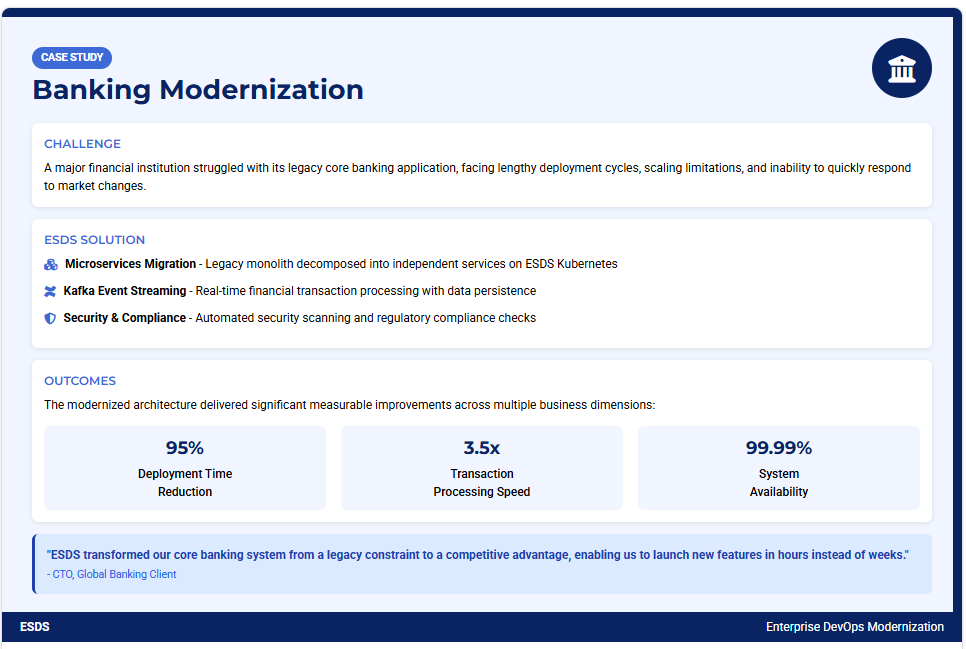 CASE STUDY
Banking Modernization
CHALLENGE
A major financial institution struggled with its legacy core banking application, facing lengthy deployment cycles, scaling limitations, and inability to quickly respond
to market changes.
ESDS SOLUTION
Microservices Migration - Legacy monolith decomposed into independent services on ESDS Kubernetes
Kafka Event Streaming - Real-time financial transaction processing with data persistence
Security & Compliance - Automated security scanning and regulatory compliance checks
OUTCOMES
The modernized architecture delivered significant measurable improvements across multiple business dimensions:
95%
Deployment Time
Reduction
3.5x
Transaction
Processing Speed
99.99%
System
Availability
"ESDS transformed our core banking system from a legacy constraint to a competitive advantage, enabling us to launch new features in hours instead of weeks."
- CTO, Global Banking Client
ESDS
Enterprise DevOps Modernization